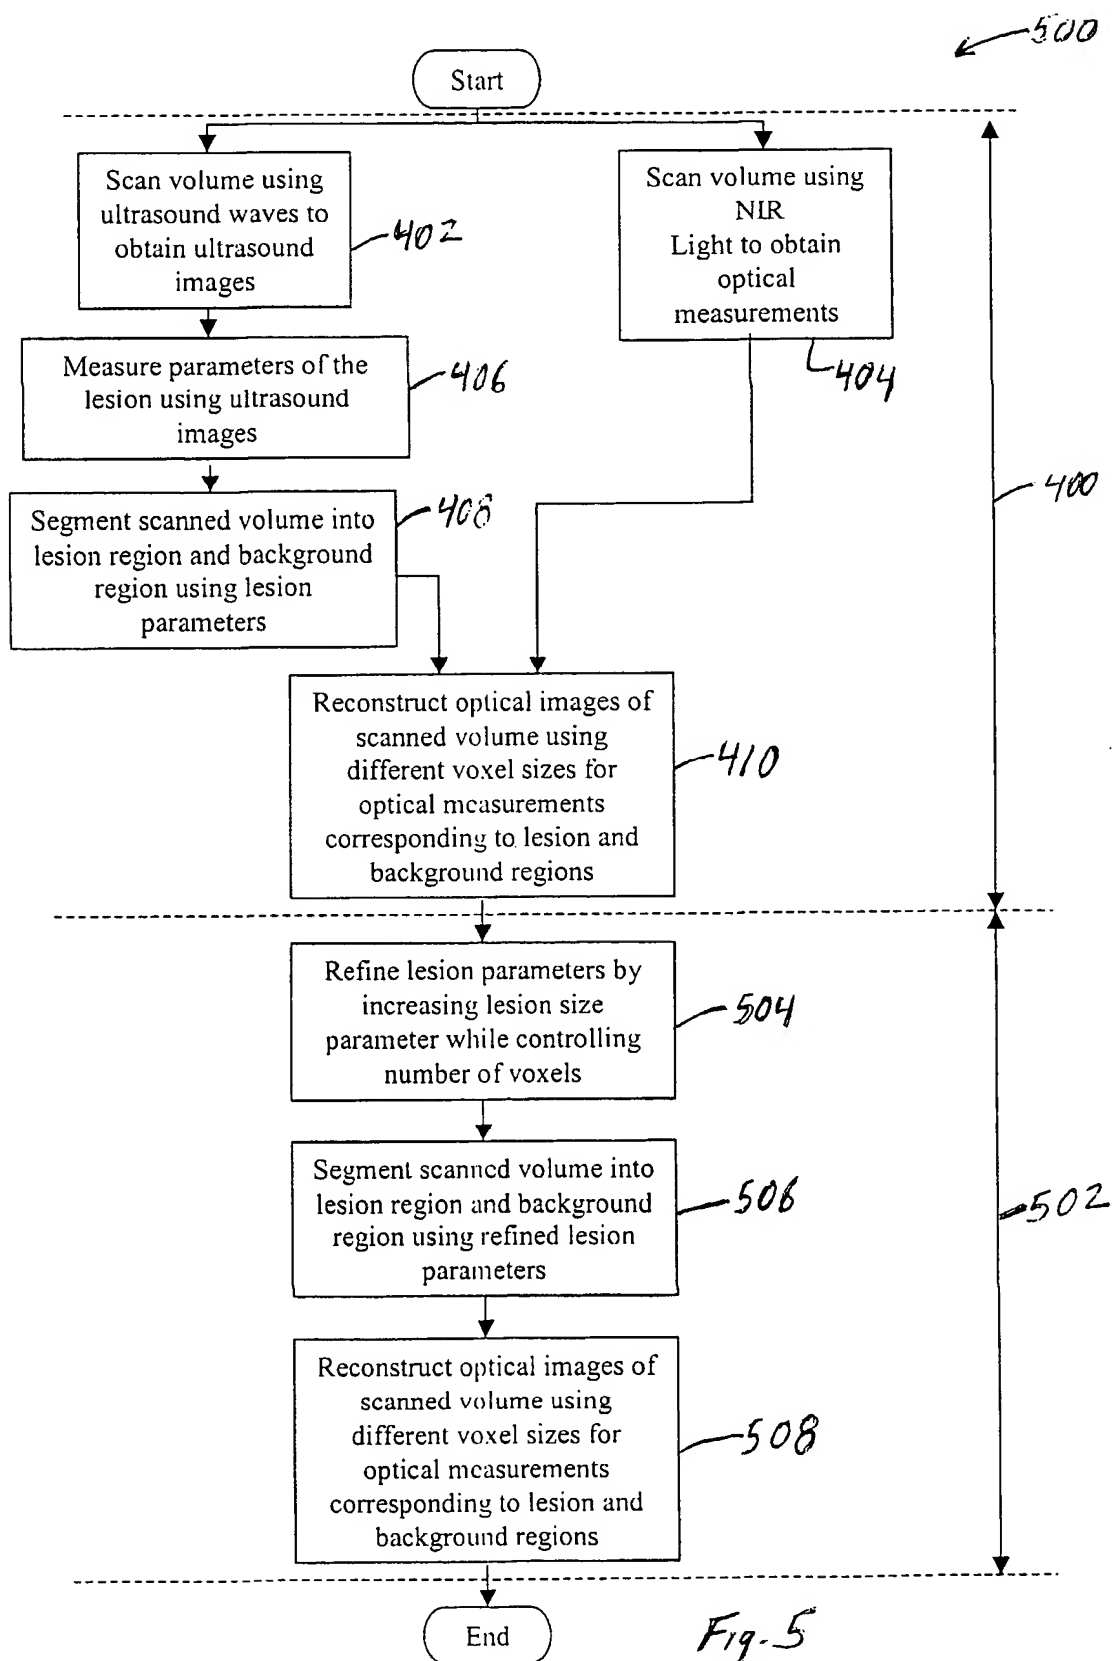 500
Start
Scan volume using
ultrasound waves to
obtain ultrasound
images
402
Scan volume using
NIR
Light to obtain
optical
measurements
404
Measure parameters of the
lesion using ultrasound
images
406
400
Segment scanned volume into
lesion region and background
region using lesion
parameters
408
Reconstruct optical images of
scanned volume using
different voxel sizes for
optical measurements
corresponding to lesion and
background regions
410
Refine lesion parameters by
increasing lesion size
parameter while controlling
number of voxels
504
Segment scanned volume into
lesion region and background
region using refined lesion
parameters
506
502
Reconstruct optical images of
scanned volume using
different voxel sizes for
optical measurements
corresponding to lesion and
background regions
508
End
Fig. 5